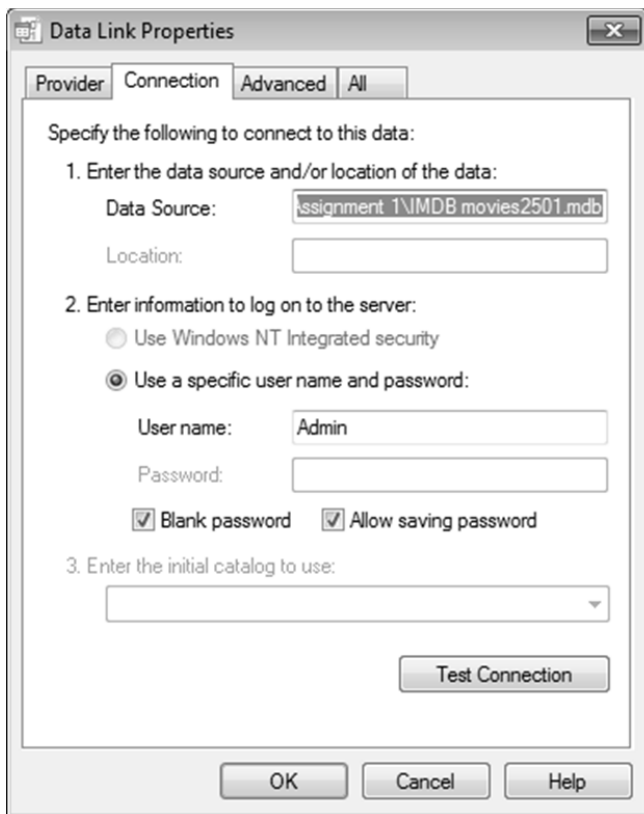 Data Link Properties
Provider Connection Advanced All
Specify the following to connect to this data:
1. Enter the data source and/or location of the data:
Data Source: Assignment 1\IMDB movies2501.mdb
Location:
2. Enter information to log on to the server:
Use Windows NT Integrated security
Use a specific user name and password:
User name: Admin
Password:
Blank password Allow saving password
3. Enter the initial catalog to use:
Test Connection
OK Cancel Help